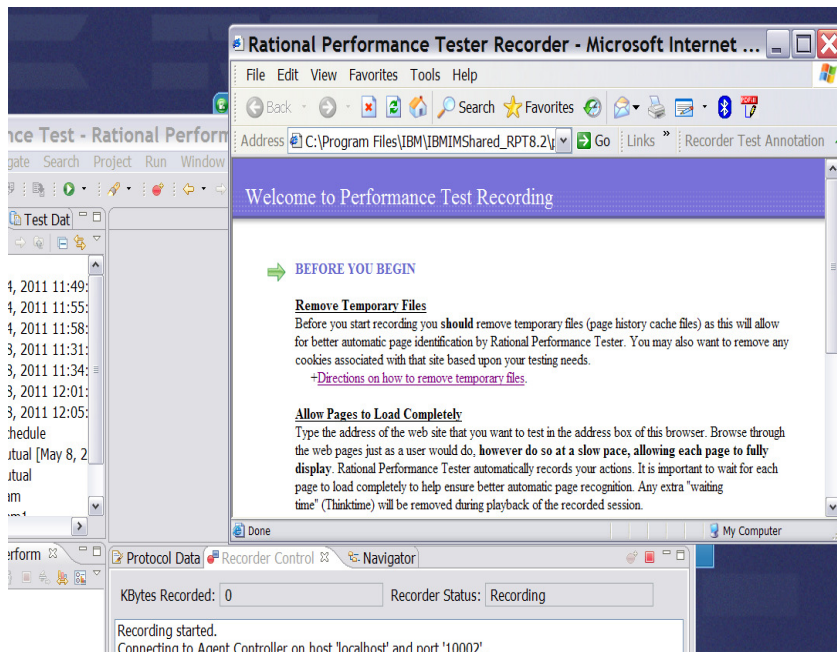 Rational Performance Tester Recorder - Microsoft Internet ...
File Edit View Favorites Tools Help
Back Search Favorites
Address C:\Program Files\IBM\IBMIMShared_RPT8.2\ Go Links » Recorder Test Annotation
Welcome to Performance Test Recording
BEFORE YOU BEGIN
Remove Temporary Files
Before you start recording you should remove temporary files (page history cache files) as this will allow
for better automatic page identification by Rational Performance Tester. You may also want to remove any
cookies associated with that site based upon your testing needs.
+Directions on how to remove temporary files.
Allow Pages to Load Completely
Type the address of the web site that you want to test in the address box of this browser. Browse through
the web pages just as a user would do, however do so at a slow pace, allowing each page to fully
display. Rational Performance Tester automatically records your actions. It is important to wait for each
page to load completely to help ensure better automatic page recognition. Any extra "waiting
time" (Thinktime) will be removed during playback of the recorded session.
Done My Computer
nce Test - Rational Perform
gate Search Project Run Window
Test Dat
4, 2011 11:49:
4, 2011 11:55:
4, 2011 11:58:
8, 2011 11:31:
8, 2011 11:34:
8, 2011 12:01:
8, 2011 12:05:
chedule
utual [May 8, 2
utual
am
am1
erform
Protocol Data Recorder Control Navigator
KBytes Recorded: 0 Recorder Status: Recording
Recording started.
Connecting to Agent Controller on host 'localhost' and port '10002'